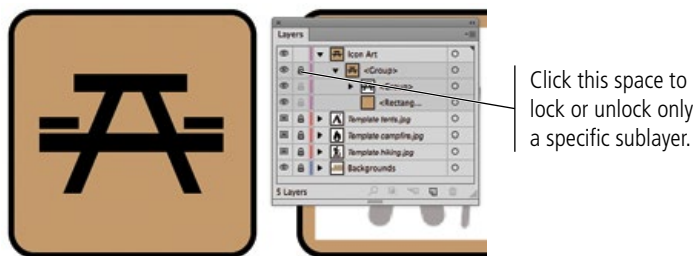 Layers
Icon Art
<Group>
<Rectang...
Template tents.jpg
Template campfire.jpg
Template hiking.jpg
Backgrounds
5 Layers
Click this space to
lock or unlock only
a specific sublayer.